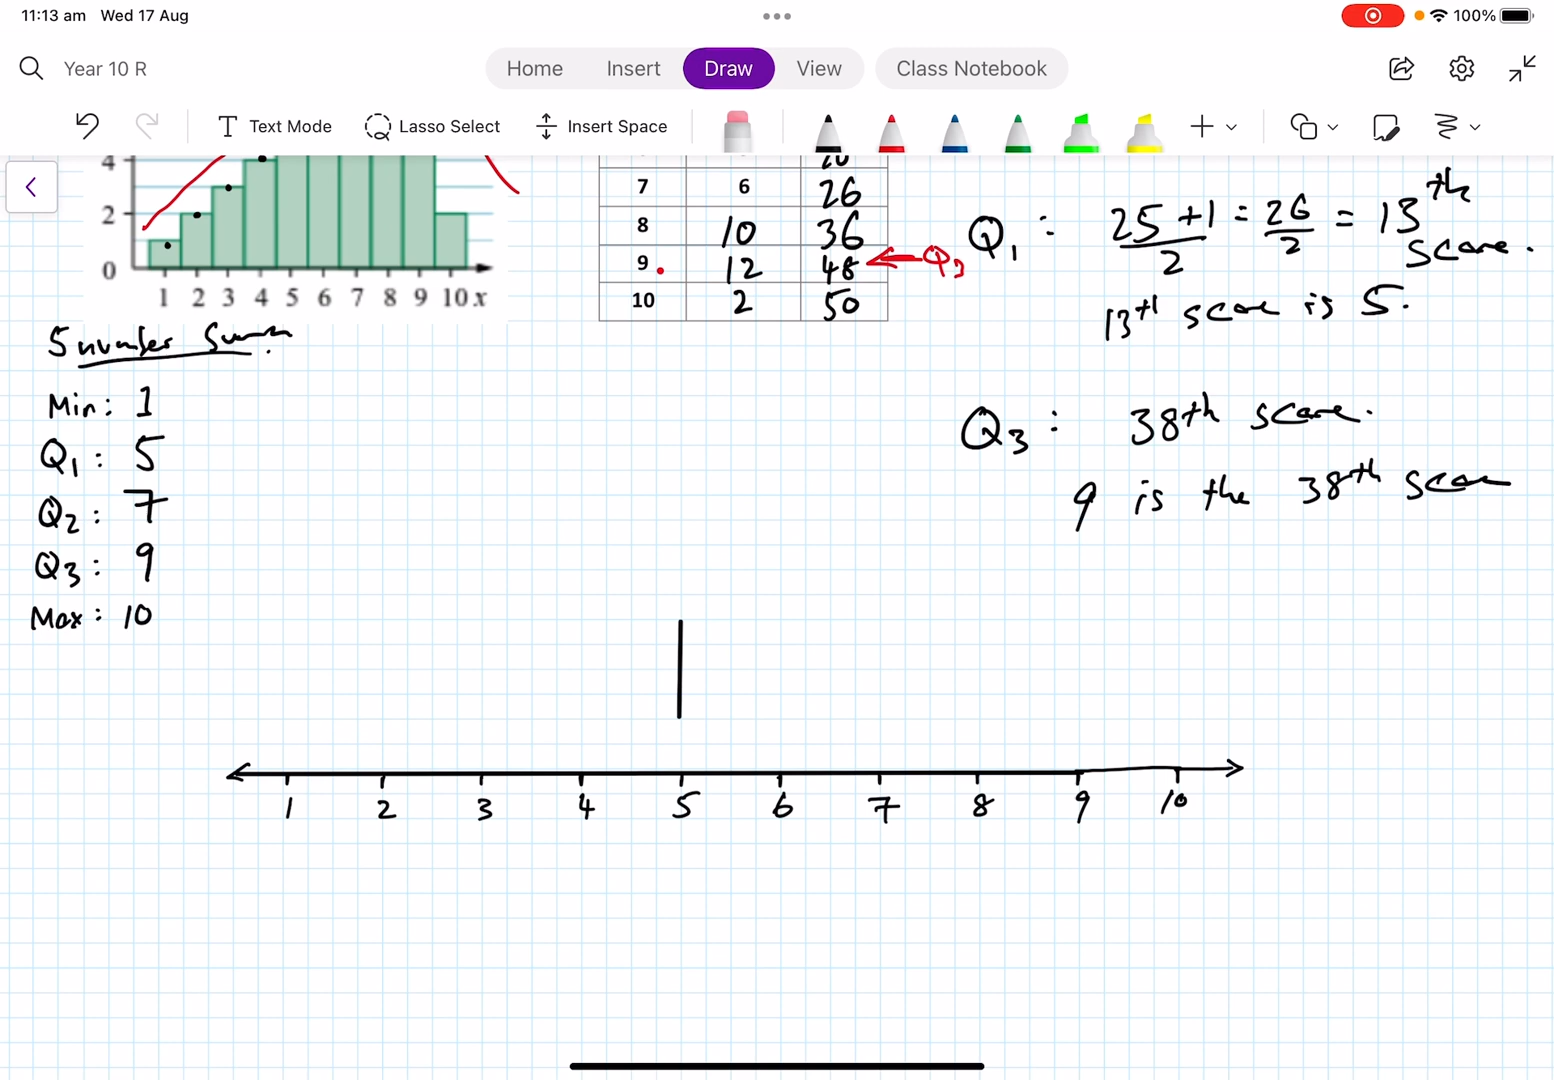 11:13 am Wed 17 Aug
100%
Year 10 R
Home Insert Draw View Class Notebook
Text Mode Lasso Select Insert Space
4
2
0
1 2 3 4 5 6 7 8 9 10 x
20
7 6 26
8 10 36
9 12 48 ← Q3
10 2 50
Q1 : 25 + 1 / 2 = 26 / 2 = 13th score.
13th score is 5.
5 number Sum.
Min: 1
Q1 : 5
Q2 : 7
Q3 : 9
Max : 10
Q3 : 38th score.
9 is the 38th score
1 2 3 4 5 6 7 8 9 10